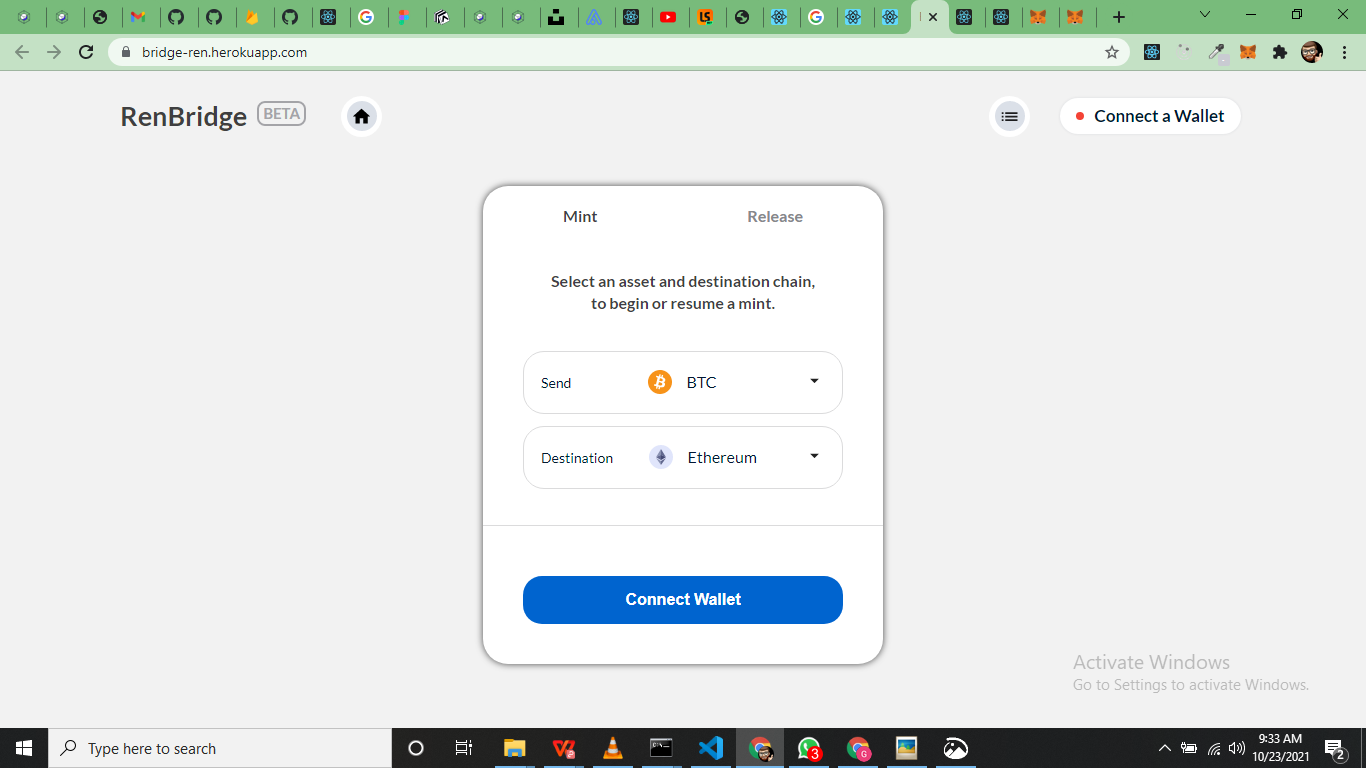 bridge-ren.herokuapp.com
RenBridge BETA
Connect a Wallet
Mint Release
Select an asset and destination chain,
to begin or resume a mint.
Send BTC
Destination Ethereum
Connect Wallet
Activate Windows
Go to Settings to activate Windows.
Type here to search
3
G
9:33 AM
10/23/2021
2